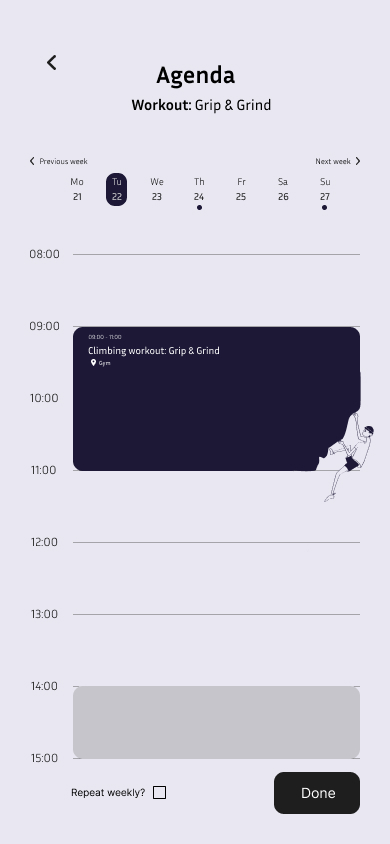 Agenda
Workout: Grip & Grind
Previous week Next week
Mo Tu We Th Fr Sa Su
21 22 23 24 25 26 27
08:00
09:00
09:00 - 11:00
Climbing workout: Grip & Grind
Gym
10:00
11:00
12:00
13:00
14:00
15:00
Repeat weekly? Done